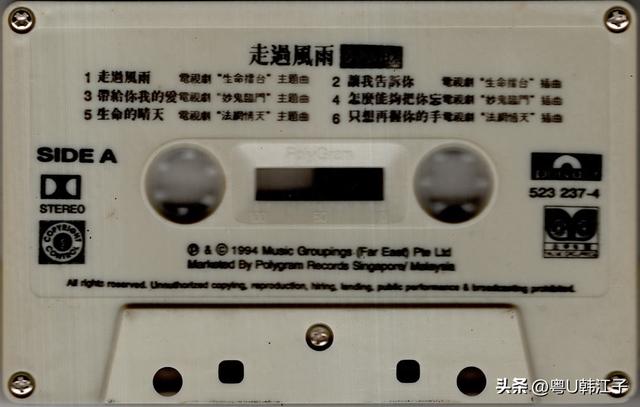 走過風雨
1 走過風雨 電視劇"生命擂台"主題曲 2 讓我告訴你 電視劇"生命擂台"插曲
3 帶給你我的愛 電視劇"妙鬼臨門"主題曲 4 怎麼能夠把你忘 電視劇"妙鬼臨門"插曲
5 生命的晴天 電視劇"法網情天"主題曲 6 只想再握你的手 電視劇"法網情天"插曲
SIDE A
PolyGram
STEREO
COPYRIGHT CONTROL
523 237-4
100 50 0
℗ & © 1994 Music Groupings (Far East) Pte Ltd
Marketed By Polygram Records Singapore/ Malaysia
All rights reserved. Unauthorized copying, reproduction, hiring, lending, public performance & broadcasting prohibited.
头条 @粤U韩江子